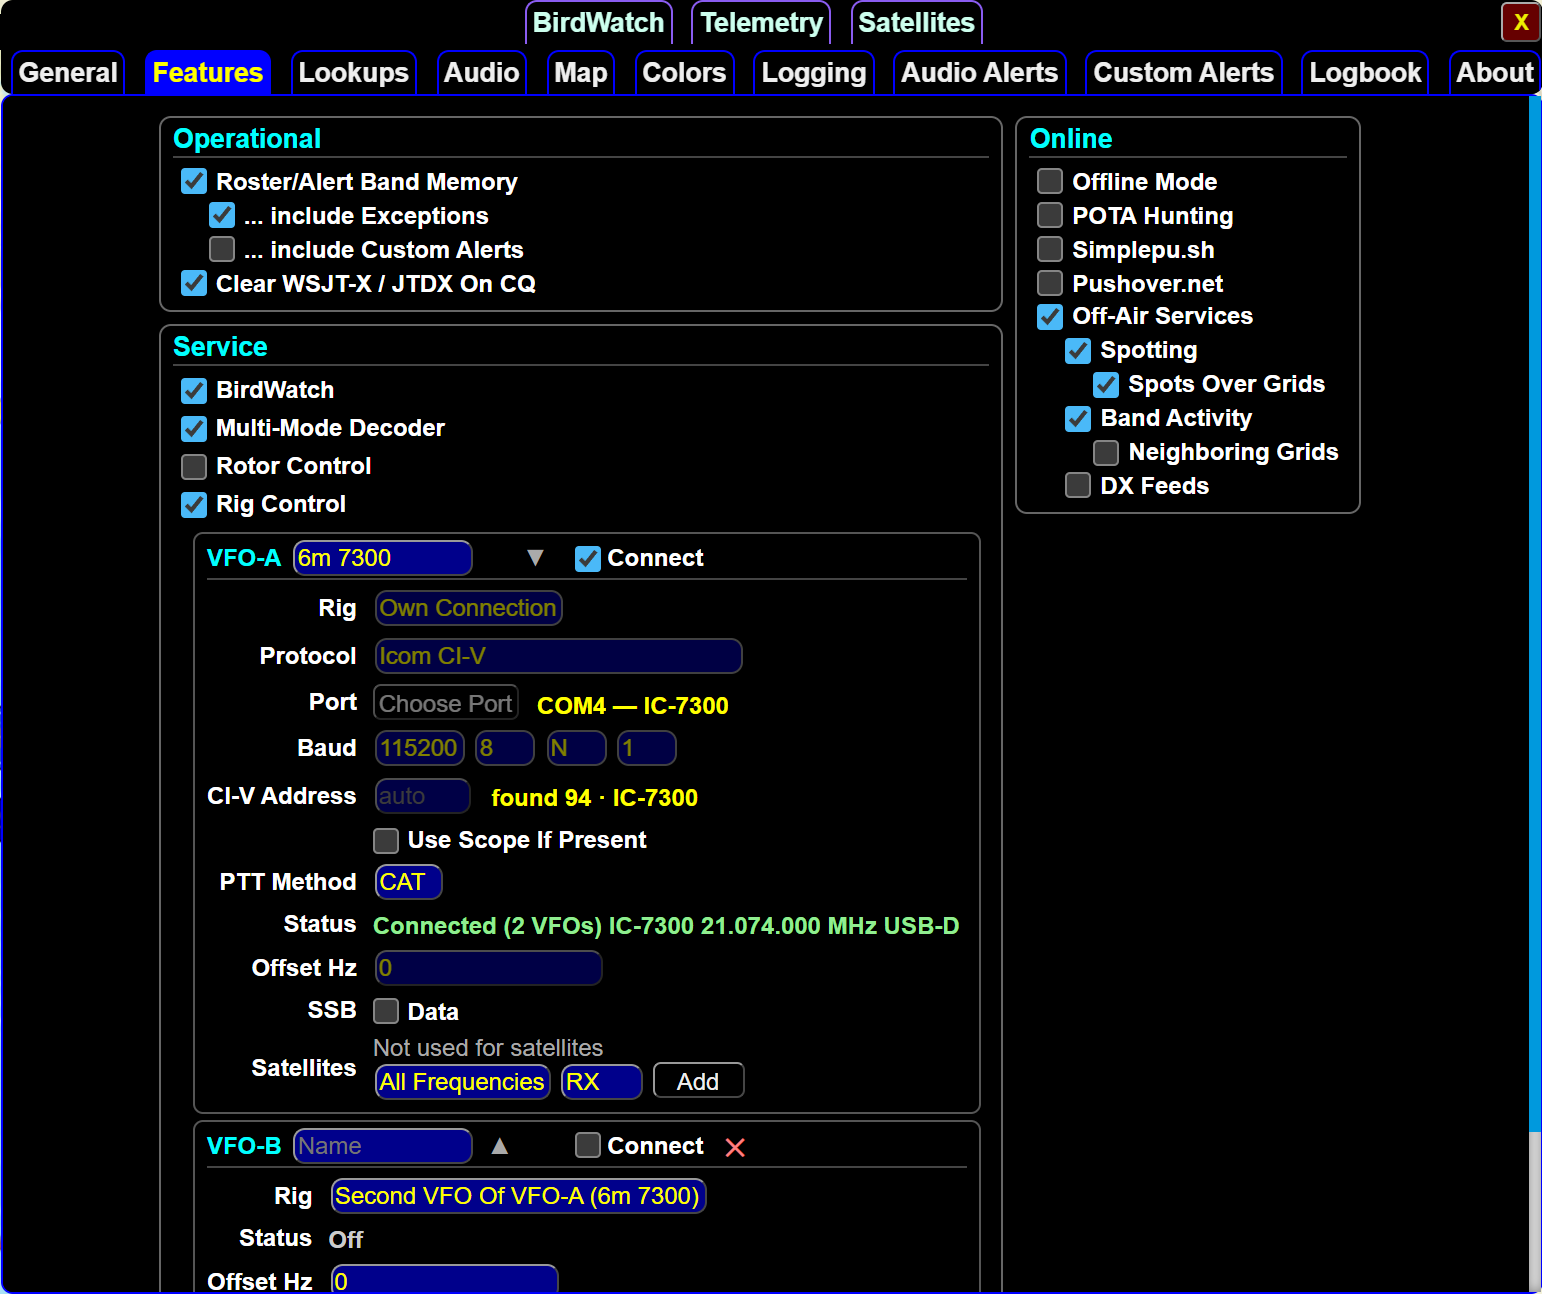 BirdWatch Telemetry Satellites X
General Features Lookups Audio Map Colors Logging Audio Alerts Custom Alerts Logbook About
Operational
Roster/Alert Band Memory
... include Exceptions
... include Custom Alerts
Clear WSJT-X / JTDX On CQ
Service
BirdWatch
Multi-Mode Decoder
Rotor Control
Rig Control
VFO-A 6m 7300 ▼ Connect
Rig Own Connection
Protocol Icom CI-V
Port Choose Port COM4 — IC-7300
Baud 115200 8 N 1
CI-V Address auto found 94 · IC-7300
Use Scope If Present
PTT Method CAT
Status Connected (2 VFOs) IC-7300 21.074.000 MHz USB-D
Offset Hz 0
SSB Data
Not used for satellites
Satellites All Frequencies RX Add
VFO-B Name ▲ Connect ✕
Rig Second VFO Of VFO-A (6m 7300)
Status Off
Offset Hz 0
Online
Offline Mode
POTA Hunting
Simplepu.sh
Pushover.net
Off-Air Services
Spotting
Spots Over Grids
Band Activity
Neighboring Grids
DX Feeds